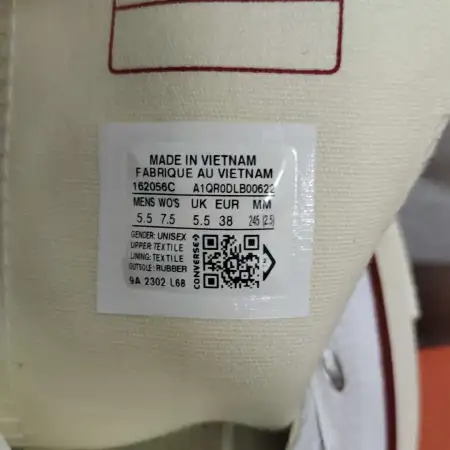 MADE IN VIETNAM
FABRIQUE AU VIETNAM
162056C A1QR0DLB00622
MENS WO'S UK EUR MM
5.5 7.5 5.5 38 245 (2.5)
GENDER: UNISEX
UPPER: TEXTILE
LINING: TEXTILE
OUTSOLE: RUBBER
9A 2302 L68
CONVERSE